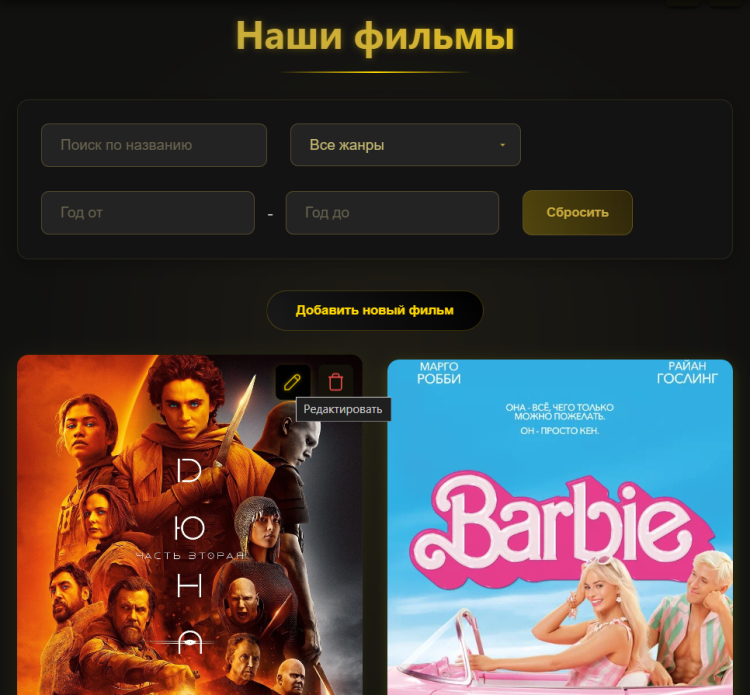 Наши фильмы
Поиск по названию
Все жанры
Год от
-
Год до
Сбросить
Добавить новый фильм
Редактировать
Д
Ю
ЧАСТЬ ВТОРАЯ
Н
А
МАРГО
РОББИ
РАЙАН
ГОСЛИНГ
ОНА - ВСЁ, ЧЕГО ТОЛЬКО
МОЖНО ПОЖЕЛАТЬ.
ОН - ПРОСТО КЕН.
Barbie